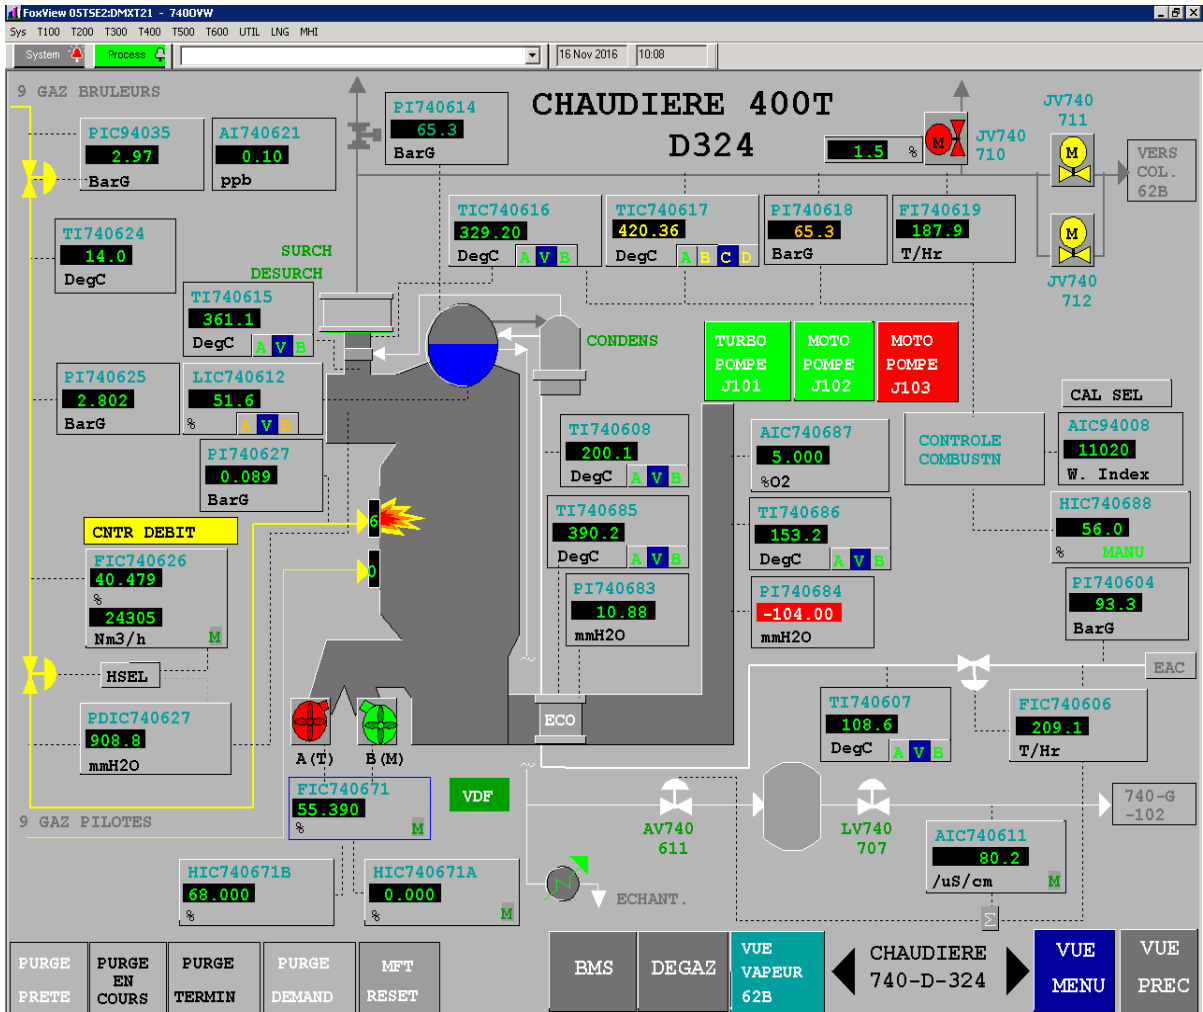 FoxView 05TSE2:DMXT21 - 740OVW
Sys T100 T200 T300 T400 T500 T600 UTIL LNG MHI
System Process 16 Nov 2016 10:08
9 GAZ BRULEURS
PIC94035
2.97
BarG
AI740621
0.10
ppb
PI740614
65.3
BarG
CHAUDIERE 400T
D324
1.5 %
M
JV740
710
JV740
711
M
VERS
COL.
62B
M
JV740
712
TI740624
14.0
DegC
SURCH
DESURCH
TIC740616
329.20
DegC A V B
TIC740617
420.36
DegC A B C D
PI740618
65.3
BarG
FI740619
187.9
T/Hr
TI740615
361.1
DegC A V B
CONDENS
TURBO
POMPE
J101
MOTO
POMPE
J102
MOTO
POMPE
J103
PI740625
2.802
BarG
LIC740612
51.6
% A V B
CAL SEL
PI740627
0.089
BarG
TI740608
200.1
DegC A V B
AIC740687
5.000
%O2
CONTROLE
COMBUSTN
AIC94008
11020
W. Index
CNTR DEBIT
6
0
TI740685
390.2
DegC A V B
TI740686
153.2
DegC A V B
HIC740688
56.0
% MANU
FIC740626
40.479
%
24305
Nm3/h M
PI740683
10.88
mmH2O
PI740684
-104.00
mmH2O
PI740604
93.3
BarG
HSEL
EAC
PDIC740627
908.8
mmH2O
A(T)
B(M)
ECO
TI740607
108.6
DegC A V B
FIC740606
209.1
T/Hr
FIC740671
55.390
% M
VDF
9 GAZ PILOTES
AV740
611
LV740
707
740-G
-102
AIC740611
80.2
/uS/cm M
HIC740671B
68.000
%
HIC740671A
0.000
% M
ECHANT.
Σ
PURGE
PRETE
PURGE
EN
COURS
PURGE
TERMIN
PURGE
DEMAND
MFT
RESET
BMS
DEGAZ
VUE
VAPEUR
62B
CHAUDIERE
740-D-324
VUE
MENU
VUE
PREC